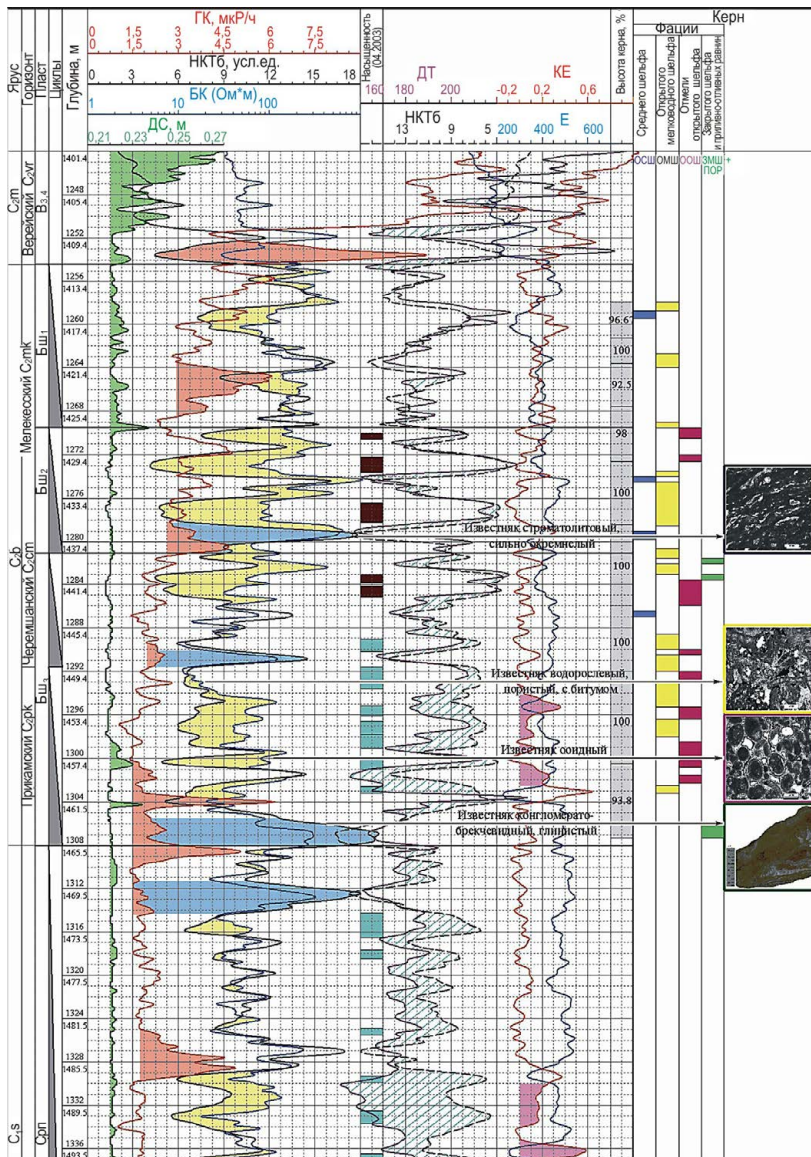 Ярус
Горизонт
Пласт
Циклы
Глубина, м
ГК, мкР/ч
0 1,5 3 4,5 6 7,5
0 1,5 3 4,5 6 7,5
НКТб, усл.ед.
0 3 6 9 12 15 18
БК (Ом*м)
1 10 100
ДС, м
0,21 0,23 0,25 0,27
Насыщенность
(04.2003)
ДТ
160 180 200
НКТб
13 9 5
КЕ
-0,2 0,2 0,6
Е
200 400 600
Высота керна, %
Керн
Фации
Среднего шельфа
Открытого
мелководного шельфа
Отмели
открытого шельфа
Закрытого шельфа
и приливно-отливных равнин
ОСШ ОМШ ООШ ЗМШ +
ПОР
C₂m
Верейский C₂vr
В₃,₄
C₂b
Мелекесский C₂mk
Бш₁
Бш₂
Черемшанский C₂cm
Прикамский C₂pk
Бш₃
C₁s
Срп
1401.4
1248
1405.4
1252
1409.4
1256
1413.4
1260
1417.4
1264
1421.4
1268
1425.4
1272
1429.4
1276
1433.4
1280
1437.4
1284
1441.4
1288
1445.4
1292
1449.4
1296
1453.4
1300
1457.4
1304
1461.5
1308
1465.5
1312
1469.5
1316
1473.5
1320
1477.5
1324
1481.5
1328
1485.5
1332
1489.5
1336
1493.5
96.6
100
92.5
98
100
100
100
100
93.8
Известняк строматолитовый,
сильно окремнелый
Известняк водорослевый,
пористый, с битумом
Известняк ооидный
Известняк конгломерато-
брекчевидный, глинистый